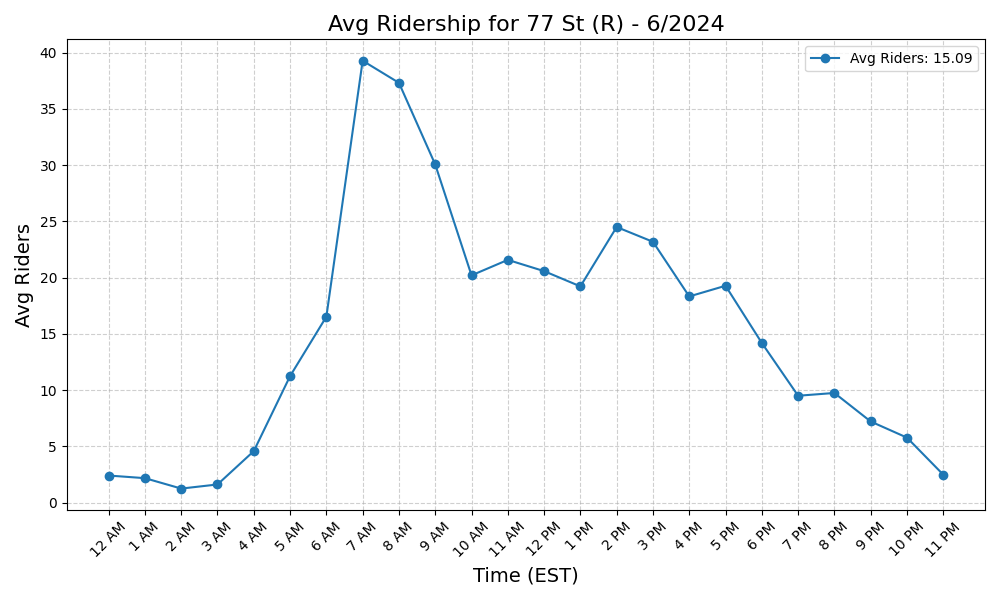 Avg Ridership for 77 St (R) - 6/2024
Avg Riders: 15.09
Avg Riders
40
35
30
25
20
15
10
5
0
12 AM
1 AM
2 AM
3 AM
4 AM
5 AM
6 AM
7 AM
8 AM
9 AM
10 AM
11 AM
12 PM
1 PM
2 PM
3 PM
4 PM
5 PM
6 PM
7 PM
8 PM
9 PM
10 PM
11 PM
Time (EST)